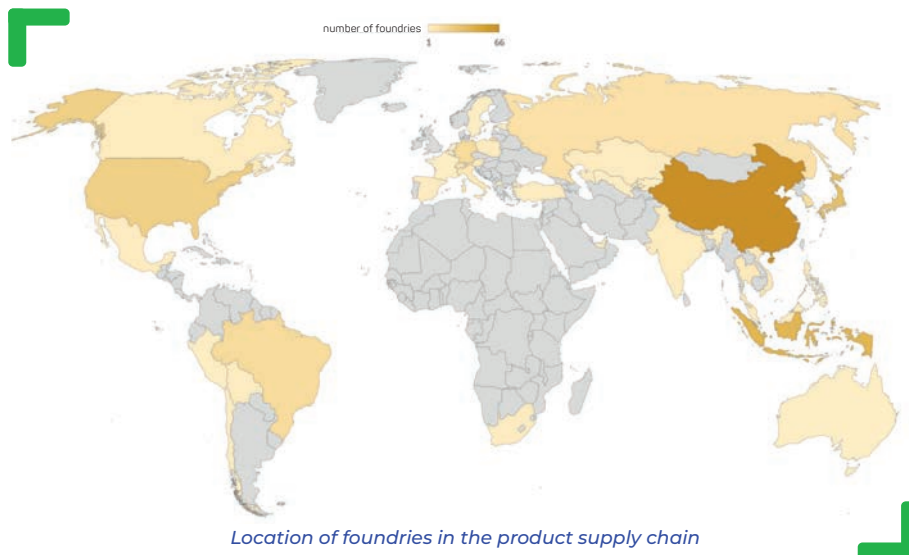 number of foundries
1 66
Location of foundries in the product supply chain